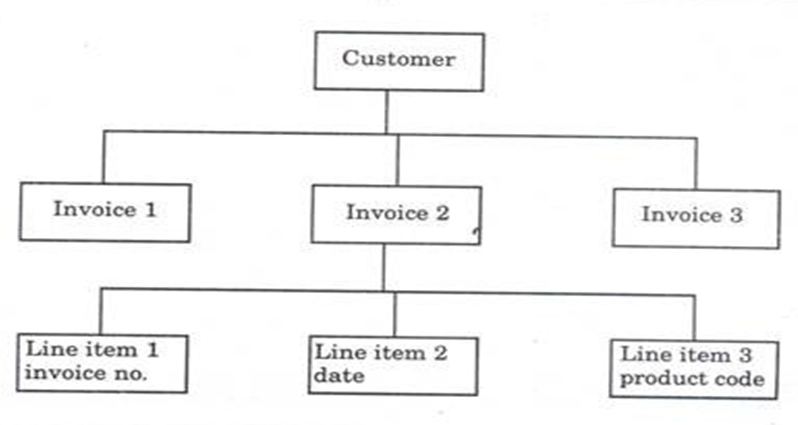 Customer
Invoice 1
Invoice 2
Invoice 3
Line item 1
invoice no.
Line item 2
date
Line item 3
product code